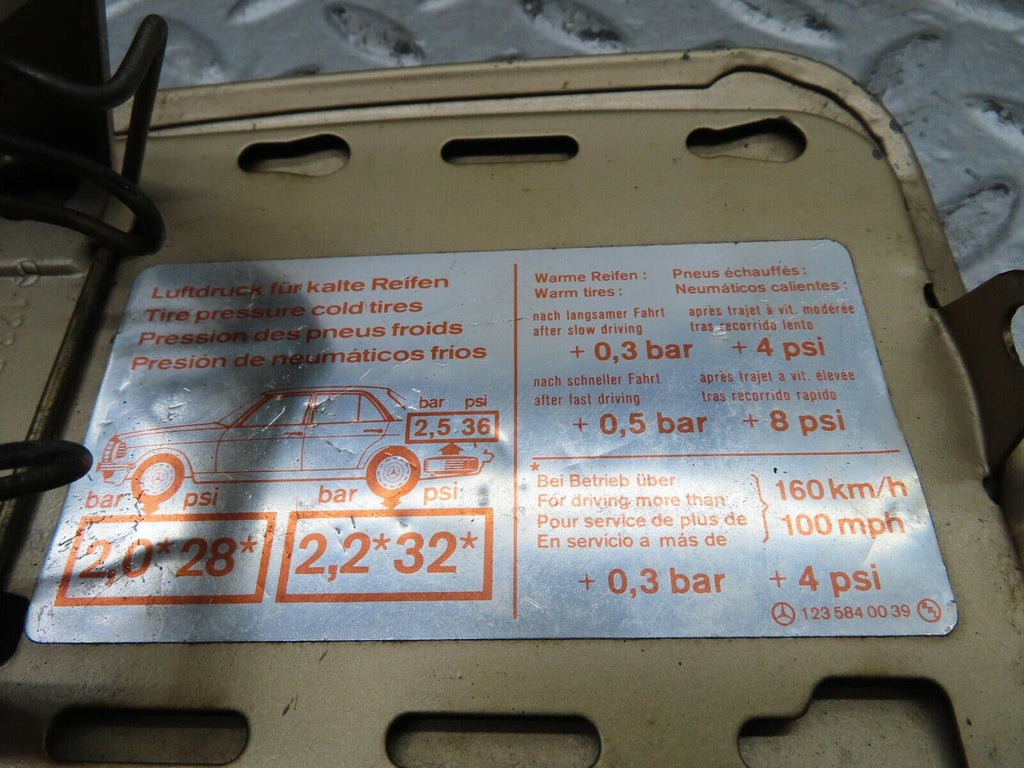 Luftdruck für kalte Reifen
Tire pressure cold tires
Pression des pneus froids
Presión de neumáticos fríos
bar psi
2,5 36
bar psi
2,0* 28*
bar psi
2,2* 32*
Warme Reifen :
Warm tires :
Pneus échauffés :
Neumáticos calientes :
nach langsamer Fahrt
after slow driving
après trajet à vit. modérée
tras recorrido lento
+ 0,3 bar + 4 psi
nach schneller Fahrt
after fast driving
après trajet à vit. élevée
tras recorrido rapido
+ 0,5 bar + 8 psi
*
Bei Betrieb über
For driving more than
Pour service de plus de
En servicio a más de
160 km/h
100 mph
+ 0,3 bar + 4 psi
123 584 00 39